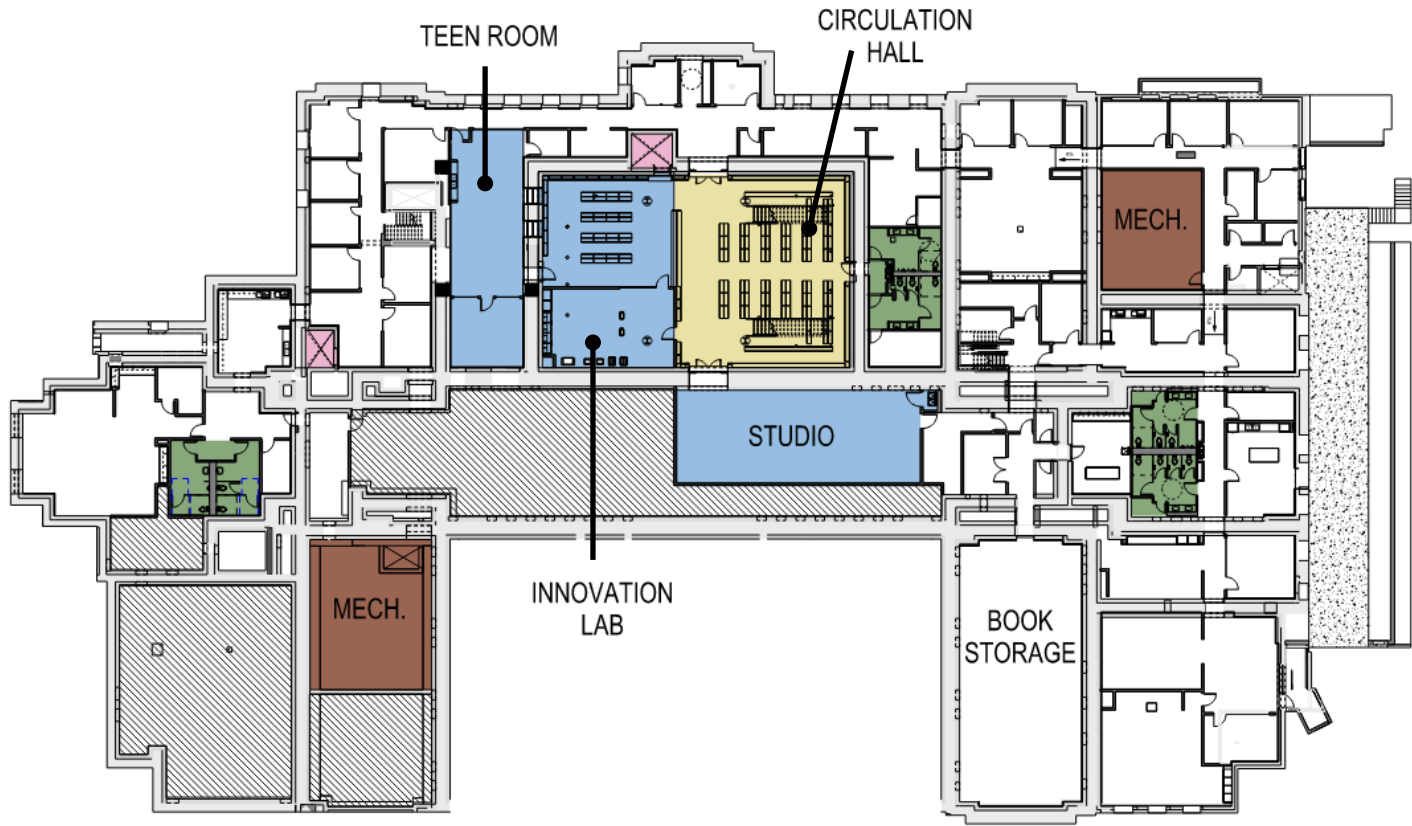 TEEN ROOM
CIRCULATION
HALL
MECH.
STUDIO
INNOVATION
LAB
MECH.
BOOK
STORAGE